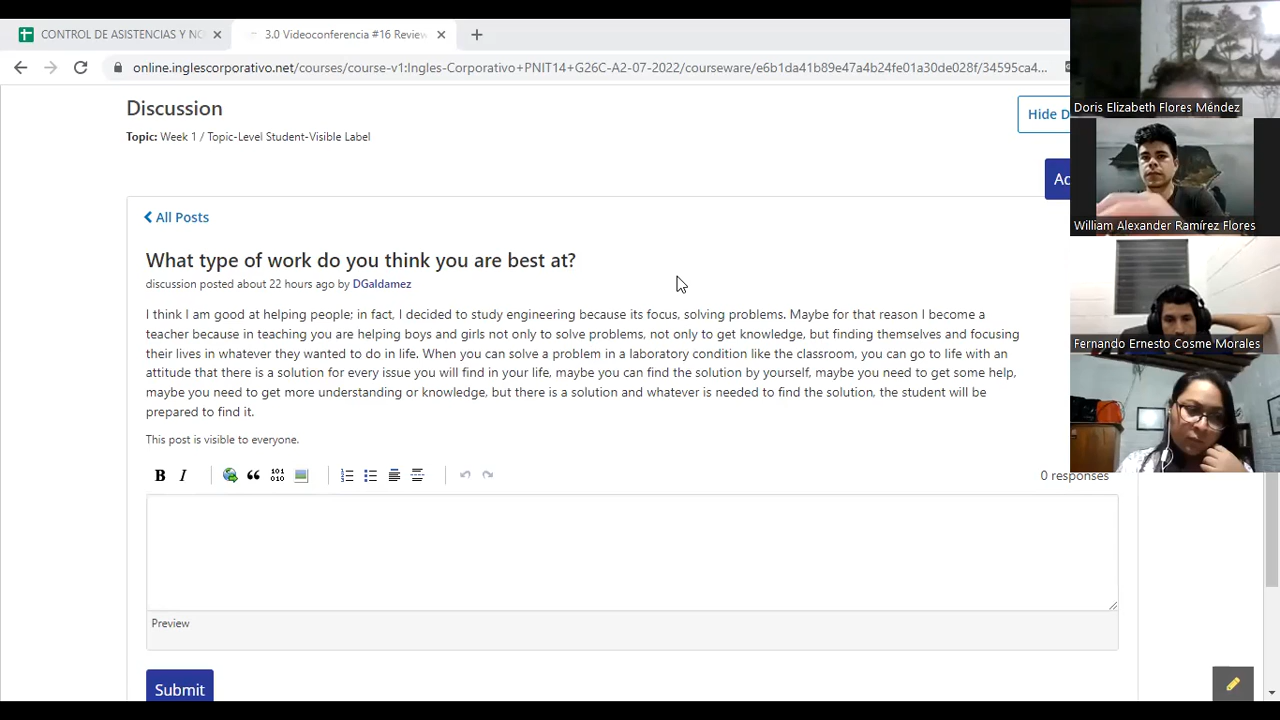 CONTROL DE ASISTENCIAS Y NO
3.0 Videoconferencia #16 Review
online.inglescorporativo.net/courses/course-v1:Ingles-Corporativo+PNIT14+G26C-A2-07-2022/courseware/e6b1da41b89e47a4b24fe01a30de028f/34595ca4...
Discussion
Hide D
Topic: Week 1 / Topic-Level Student-Visible Label
Ad
All Posts
What type of work do you think you are best at?
discussion posted about 22 hours ago by DGaldamez
I think I am good at helping people; in fact, I decided to study engineering because its focus, solving problems. Maybe for that reason I become a
teacher because in teaching you are helping boys and girls not only to solve problems, not only to get knowledge, but finding themselves and focusing
their lives in whatever they wanted to do in life. When you can solve a problem in a laboratory condition like the classroom, you can go to life with an
attitude that there is a solution for every issue you will find in your life, maybe you can find the solution by yourself, maybe you need to get some help,
maybe you need to get more understanding or knowledge, but there is a solution and whatever is needed to find the solution, the student will be
prepared to find it.
This post is visible to everyone.
B I
101
010
0 responses
Preview
Submit
Doris Elizabeth Flores Méndez
William Alexander Ramírez Flores
Fernando Ernesto Cosme Morales